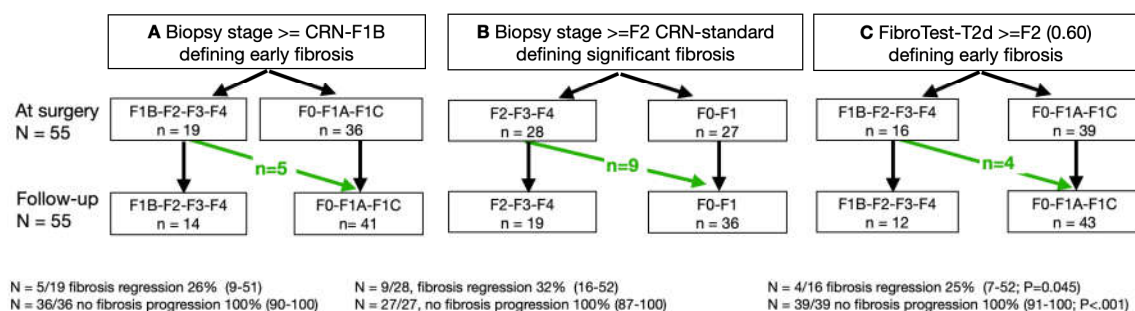 A Biopsy stage >= CRN-F1B
defining early fibrosis
B Biopsy stage >=F2 CRN-standard
defining significant fibrosis
C FibroTest-T2d >=F2 (0.60)
defining early fibrosis
At surgery
N = 55
F1B-F2-F3-F4
n = 19
F0-F1A-F1C
n = 36
F2-F3-F4
n = 28
F0-F1
n = 27
F1B-F2-F3-F4
n = 16
F0-F1A-F1C
n = 39
n=5
n=9
n=4
Follow-up
N = 55
F1B-F2-F3-F4
n = 14
F0-F1A-F1C
n= 41
F2-F3-F4
n = 19
F0-F1
n = 36
F1B-F2-F3-F4
n = 12
F0-F1A-F1C
n = 43
N = 5/19 fibrosis regression 26% (9-51)
N = 36/36 no fibrosis progression 100% (90-100)
N = 9/28, fibrosis regression 32% (16-52)
N = 27/27, no fibrosis progression 100% (87-100)
N = 4/16 fibrosis regression 25% (7-52; P=0.045)
N = 39/39 no fibrosis progression 100% (91-100; P<.001)